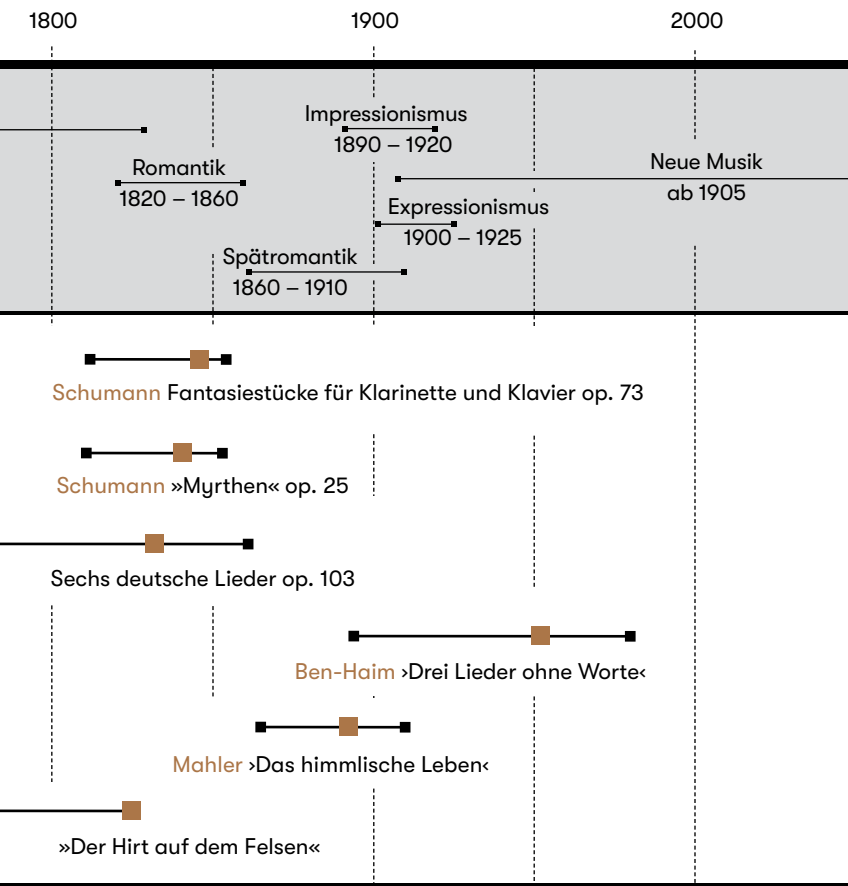 1800 1900 2000
Impressionismus
1890 – 1920
Romantik
1820 – 1860
Neue Musik
ab 1905
Expressionismus
1900 – 1925
Spätromantik
1860 – 1910
Schumann Fantasiestücke für Klarinette und Klavier op. 73
Schumann »Myrthen« op. 25
Sechs deutsche Lieder op. 103
Ben-Haim ›Drei Lieder ohne Worte‹
Mahler ›Das himmlische Leben‹
»Der Hirt auf dem Felsen«